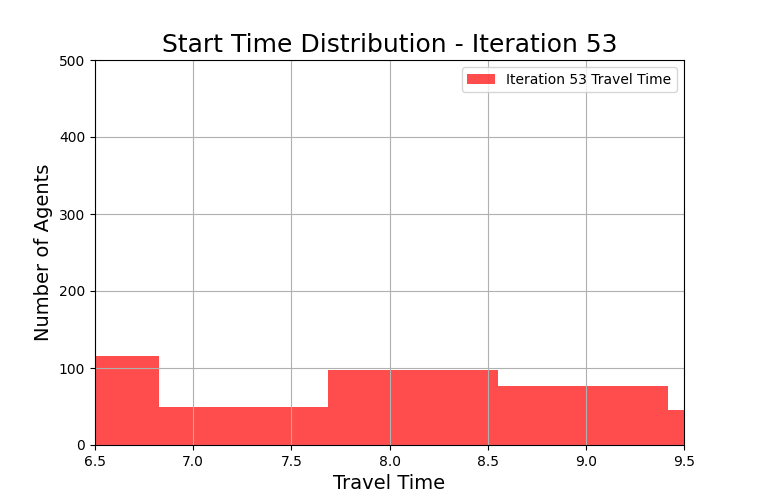 Start Time Distribution - Iteration 53
Iteration 53 Travel Time
Number of Agents
500
400
300
200
100
0
6.5 7.0 7.5 8.0 8.5 9.0 9.5
Travel Time